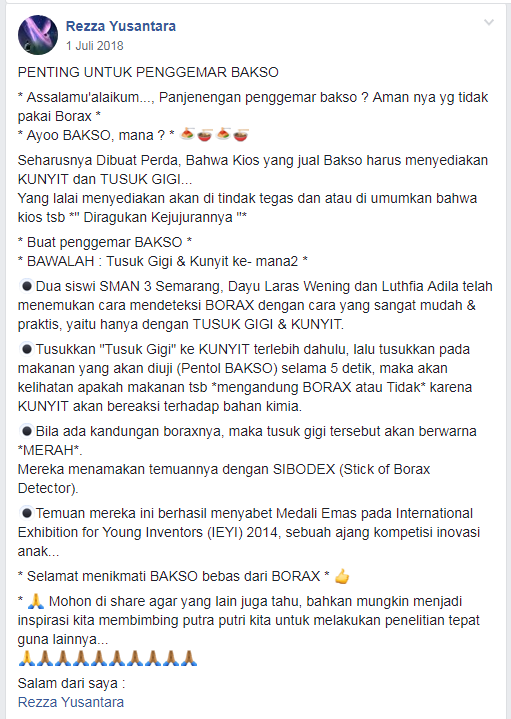 Rezza Yusantara
1 Juli 2018
PENTING UNTUK PENGGEMAR BAKSO
* Assalamu'alaikum..., Panjenengan penggemar bakso ? Aman nya yg tidak
pakai Borax *
* Ayoo BAKSO, mana ? * 🍝🍜🍝🍜
Seharusnya Dibuat Perda, Bahwa Kios yang jual Bakso harus menyediakan
KUNYIT dan TUSUK GIGI...
Yang lalai menyediakan akan di tindak tegas dan atau di umumkan bahwa
kios tsb *" Diragukan Kejujurannya "*
* Buat penggemar BAKSO *
* BAWALAH : Tusuk Gigi & Kunyit ke- mana2 *
⚫Dua siswi SMAN 3 Semarang, Dayu Laras Wening dan Luthfia Adila telah
menemukan cara mendeteksi BORAX dengan cara yang sangat mudah &
praktis, yaitu hanya dengan TUSUK GIGI & KUNYIT.
⚫Tusukkan "Tusuk Gigi" ke KUNYIT terlebih dahulu, lalu tusukkan pada
makanan yang akan diuji (Pentol BAKSO) selama 5 detik, maka akan
kelihatan apakah makanan tsb *mengandung BORAX atau Tidak* karena
KUNYIT akan bereaksi terhadap bahan kimia.
⚫Bila ada kandungan boraxnya, maka tusuk gigi tersebut akan berwarna
*MERAH*.
Mereka menamakan temuannya dengan SIBODEX (Stick of Borax
Detector).
⚫Temuan mereka ini berhasil menyabet Medali Emas pada International
Exhibition for Young Inventors (IEYI) 2014, sebuah ajang kompetisi inovasi
anak...
* Selamat menikmati BAKSO bebas dari BORAX * 👍
* 🙏 Mohon di share agar yang lain juga tahu, bahkan mungkin menjadi
inspirasi kita membimbing putra putri kita untuk melakukan penelitian tepat
guna lainnya...
🙏🙏🏾🙏🏾🙏🏾🙏🏾🙏🏾🙏🏾🙏🏾🙏🏾🙏🏾
Salam dari saya :
Rezza Yusantara